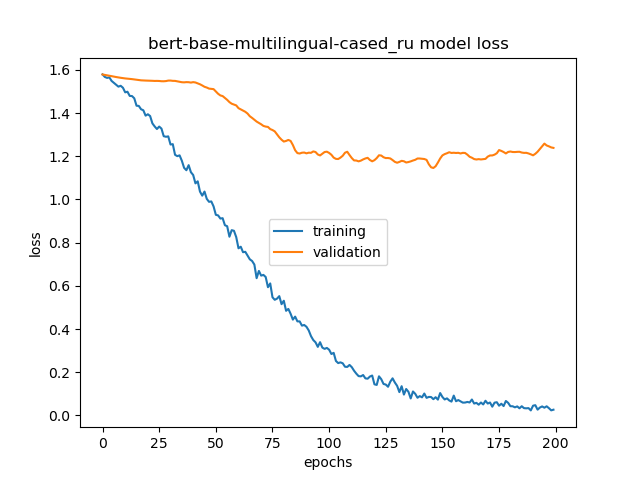 bert-base-multilingual-cased_ru model loss
loss
1.6
1.4
1.2
1.0
0.8
0.6
0.4
0.2
0.0
training
validation
0 25 50 75 100 125 150 175 200
epochs